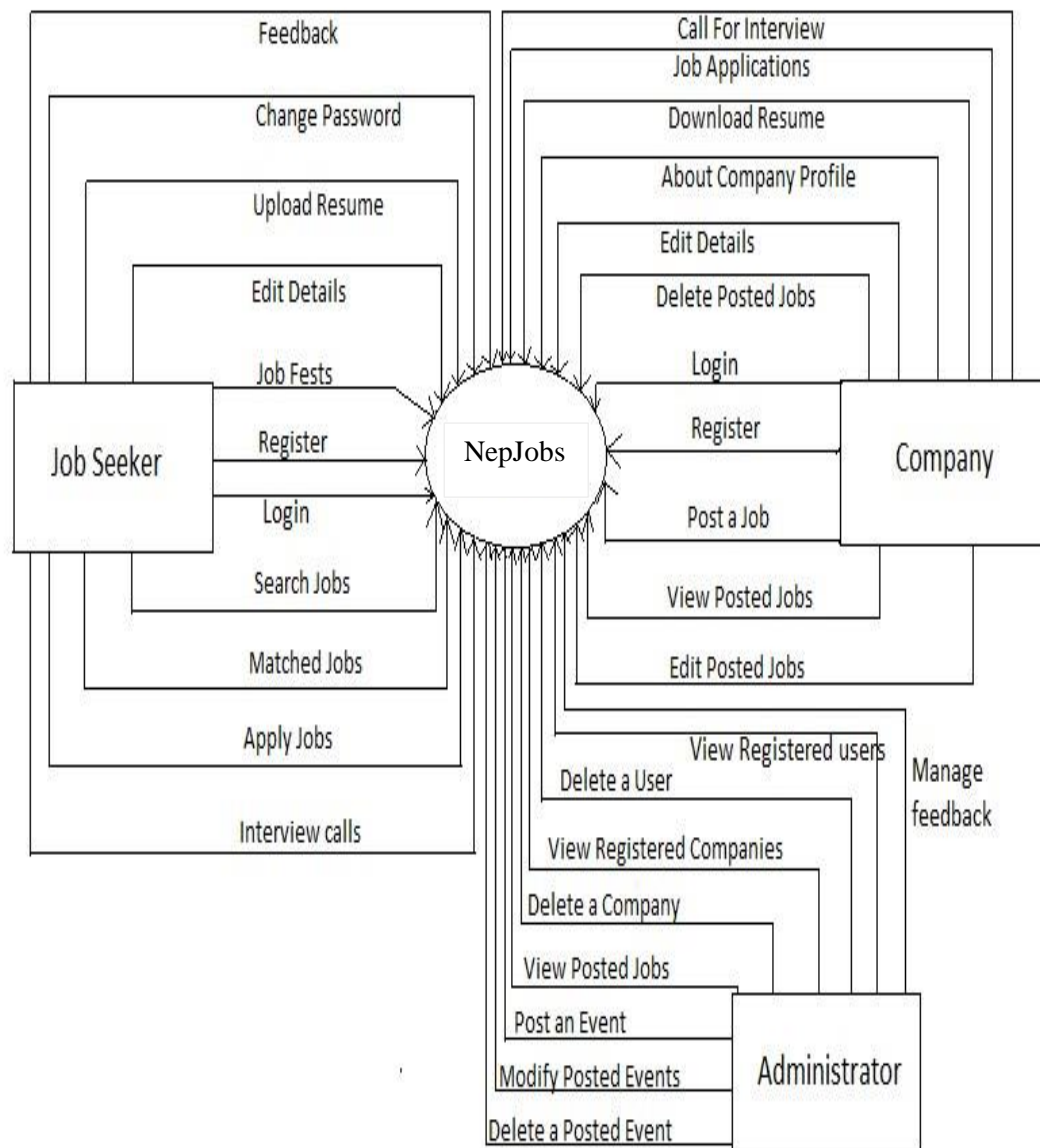 Feedback
Change Password
Upload Resume
Edit Details
Job Fests
Register
Login
Search Jobs
Matched Jobs
Apply Jobs
Interview calls
Job Seeker
NepJobs
Call For Interview
Job Applications
Download Resume
About Company Profile
Edit Details
Delete Posted Jobs
Login
Register
Post a Job
View Posted Jobs
Edit Posted Jobs
Company
View Registered users
Manage
feedback
Delete a User
View Registered Companies
Delete a Company
View Posted Jobs
Post an Event
Modify Posted Events
Delete a Posted Event
Administrator